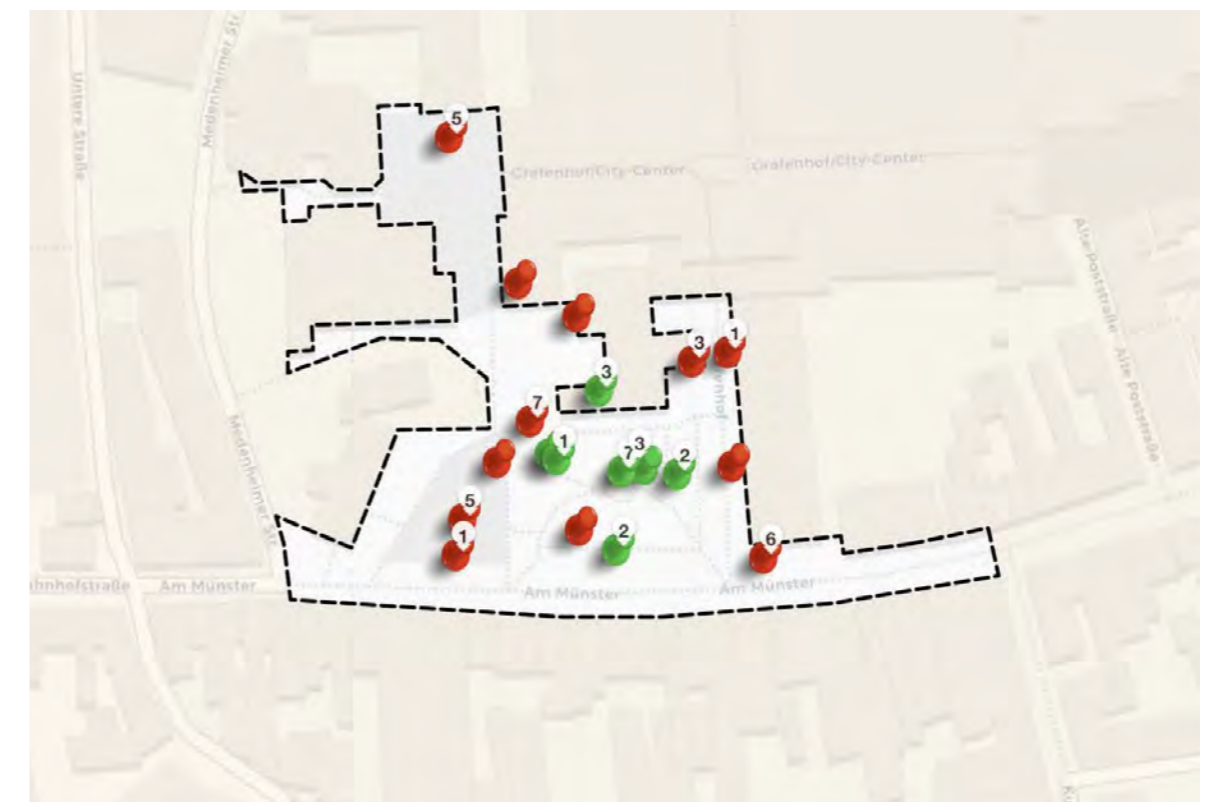 Untere Straße
Medenheimer Str.
5
Grafenhof/City-Center
Grafenhof/City-Center
Alte Poststraße
Alte Poststraße
1
3
3
7
1
3
7
2
5
1
2
6
Medenheimer Str.
Am Münster
Am Münster
Am Münster